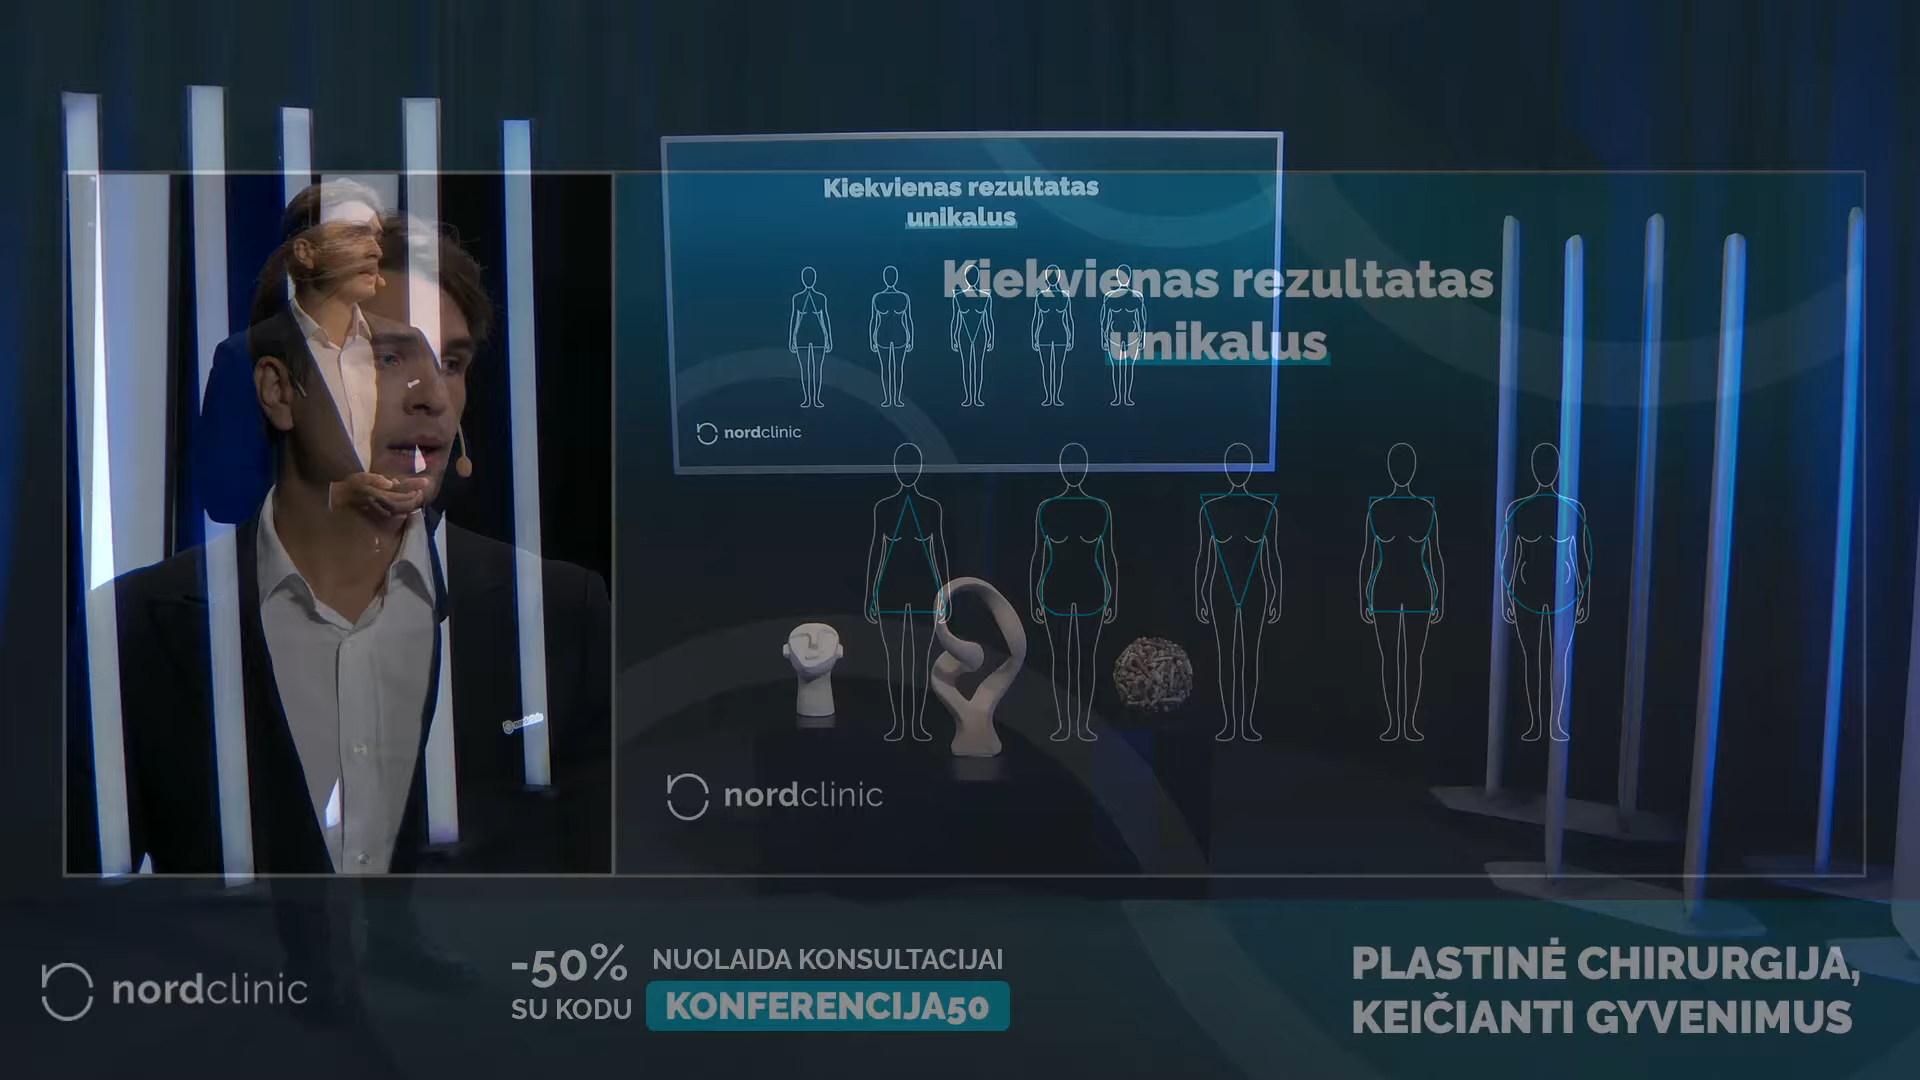 Kiekvienas rezultatas
unikalus
nordclinic
Kiekvienas rezultatas
unikalus
nordclinic
nordclinic
nordclinic
-50% NUOLAIDA KONSULTACIJAI
SU KODU KONFERENCIJA50
PLASTINĖ CHIRURGIJA,
KEIČIANTI GYVENIMUS